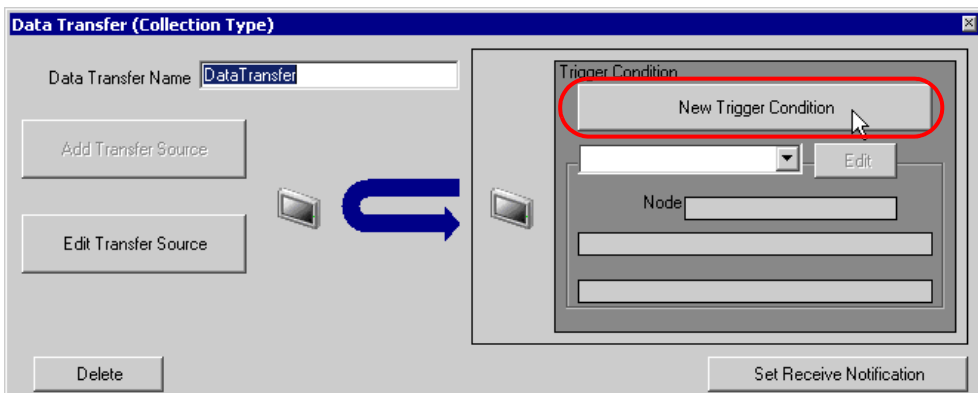 Data Transfer (Collection Type)
Data Transfer Name DataTransfer
Add Transfer Source
Edit Transfer Source
Delete
Trigger Condition
New Trigger Condition
Edit
Node
Set Receive Notification